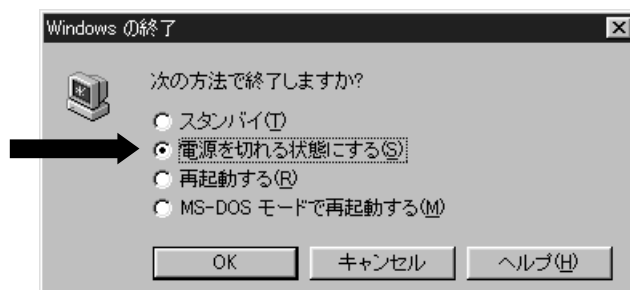 Windows の終了
次の方法で終了しますか?
スタンバイ(T)
電源を切れる状態にする(S)
再起動する(R)
MS-DOS モードで再起動する(M)
OK キャンセル ヘルプ(H)